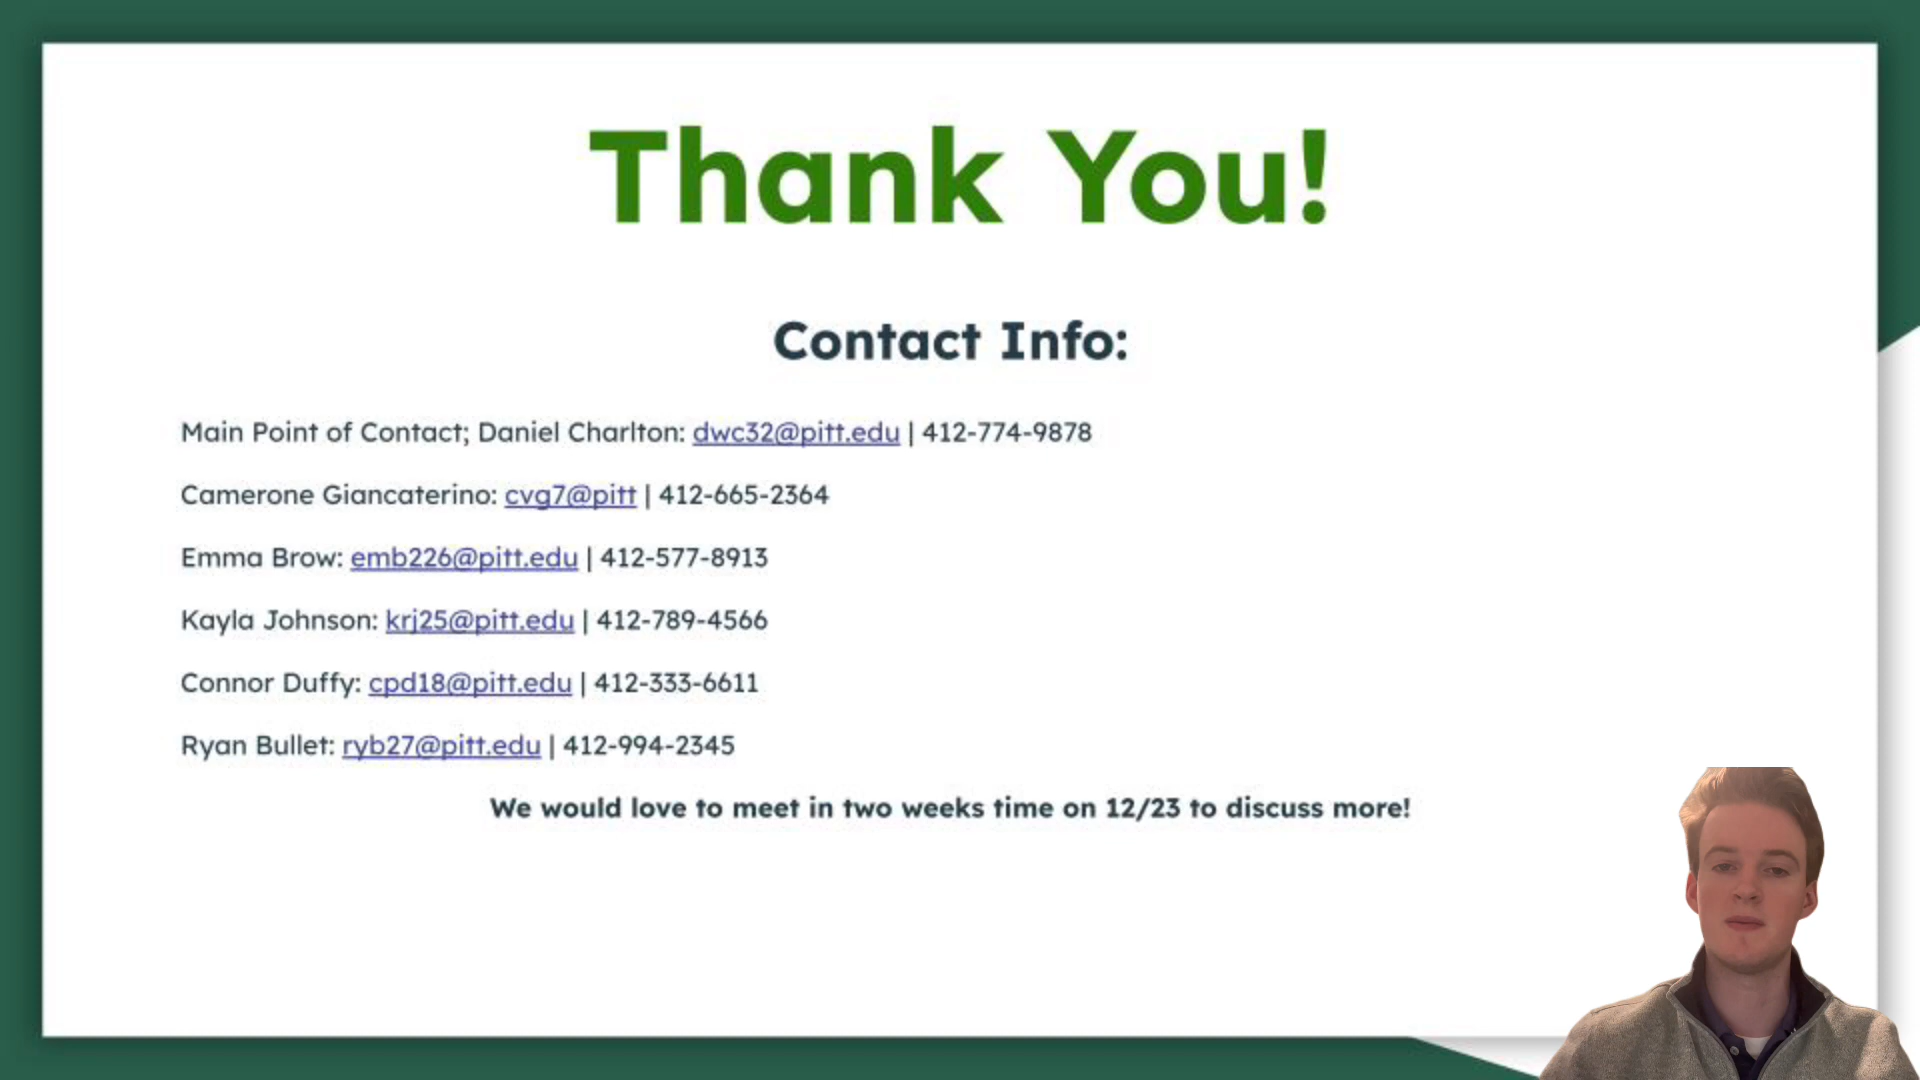 Thank You!
Contact Info:
Main Point of Contact; Daniel Charlton: dwc32@pitt.edu | 412-774-9878
Camerone Giancaterino: cvg7@pitt | 412-665-2364
Emma Brow: emb226@pitt.edu | 412-577-8913
Kayla Johnson: krj25@pitt.edu | 412-789-4566
Connor Duffy: cpd18@pitt.edu | 412-333-6611
Ryan Bullet: ryb27@pitt.edu | 412-994-2345
We would love to meet in two weeks time on 12/23 to discuss more!